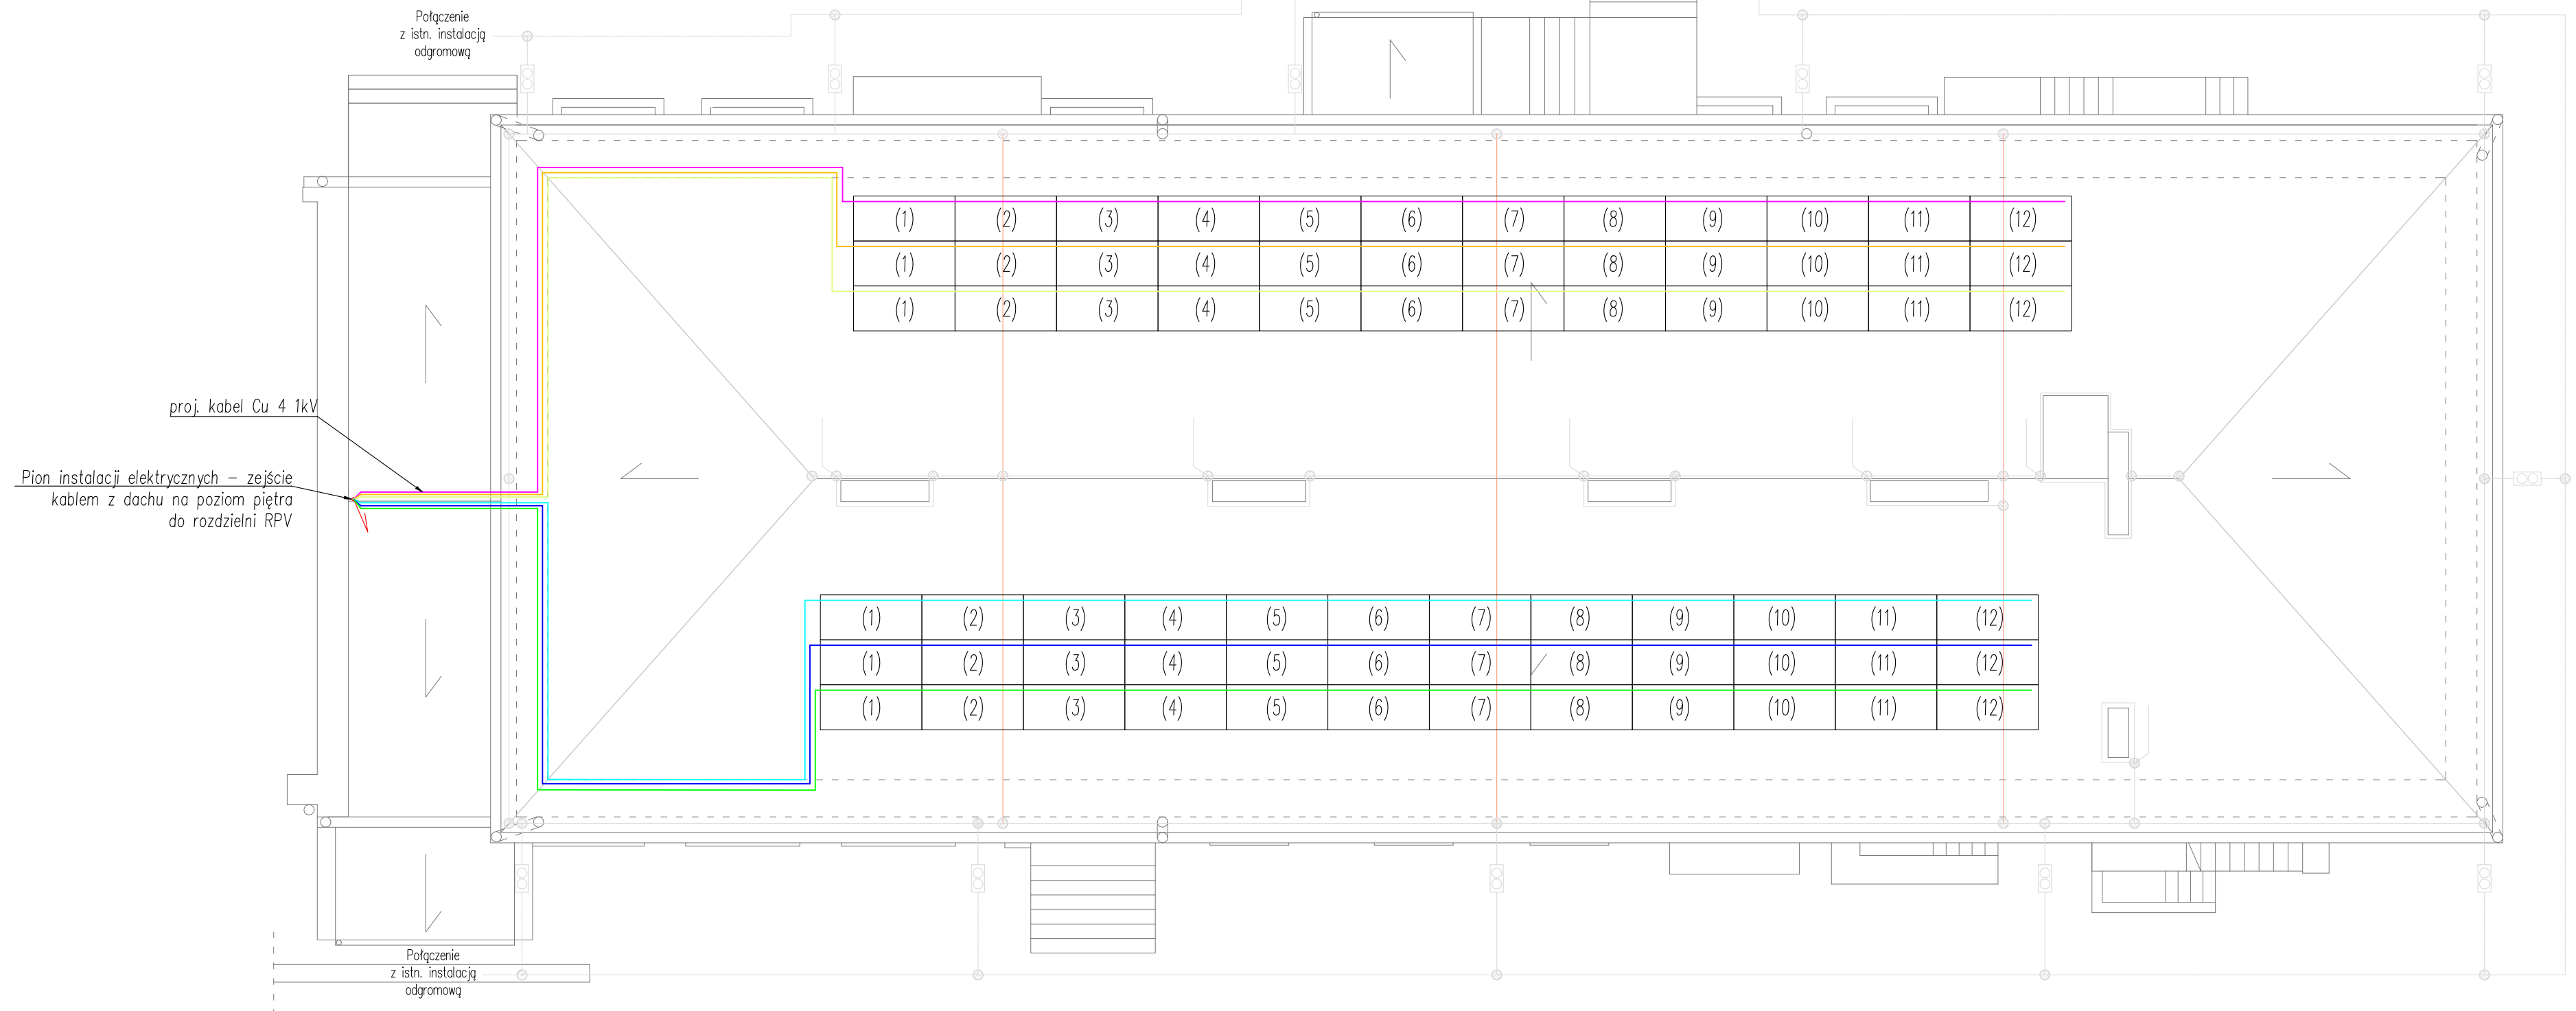 Połączenie
z istn. instalacją
odgromową
(1) (2) (3) (4) (5) (6) (7) (8) (9) (10) (11) (12)
(1) (2) (3) (4) (5) (6) (7) (8) (9) (10) (11) (12)
(1) (2) (3) (4) (5) (6) (7) (8) (9) (10) (11) (12)
proj. kabel Cu 4 1kV
Pion instalacji elektrycznych – zejście
kablem z dachu na poziom piętra
do rozdzielni RPV
(1) (2) (3) (4) (5) (6) (7) (8) (9) (10) (11) (12)
(1) (2) (3) (4) (5) (6) (7) (8) (9) (10) (11) (12)
(1) (2) (3) (4) (5) (6) (7) (8) (9) (10) (11) (12)
Połączenie
z istn. instalacją
odgromową